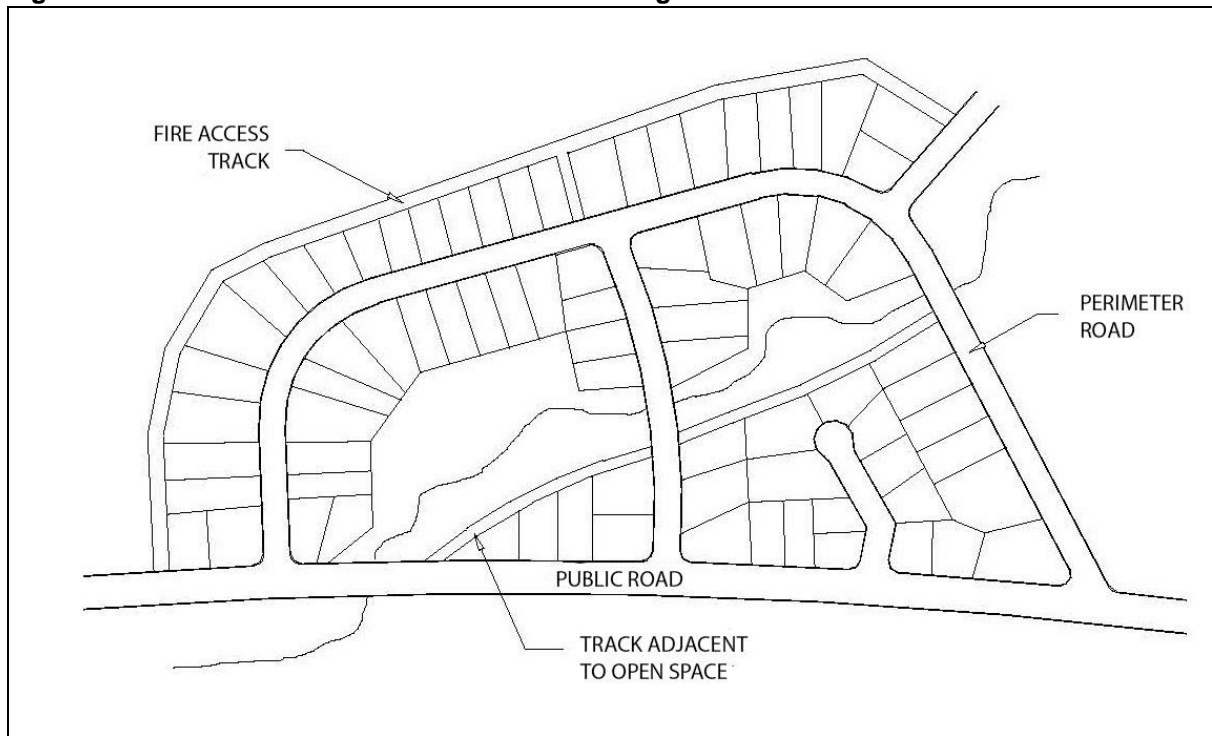 FIRE ACCESS
TRACK
PERIMETER
ROAD
PUBLIC ROAD
TRACK ADJACENT
TO OPEN SPACE